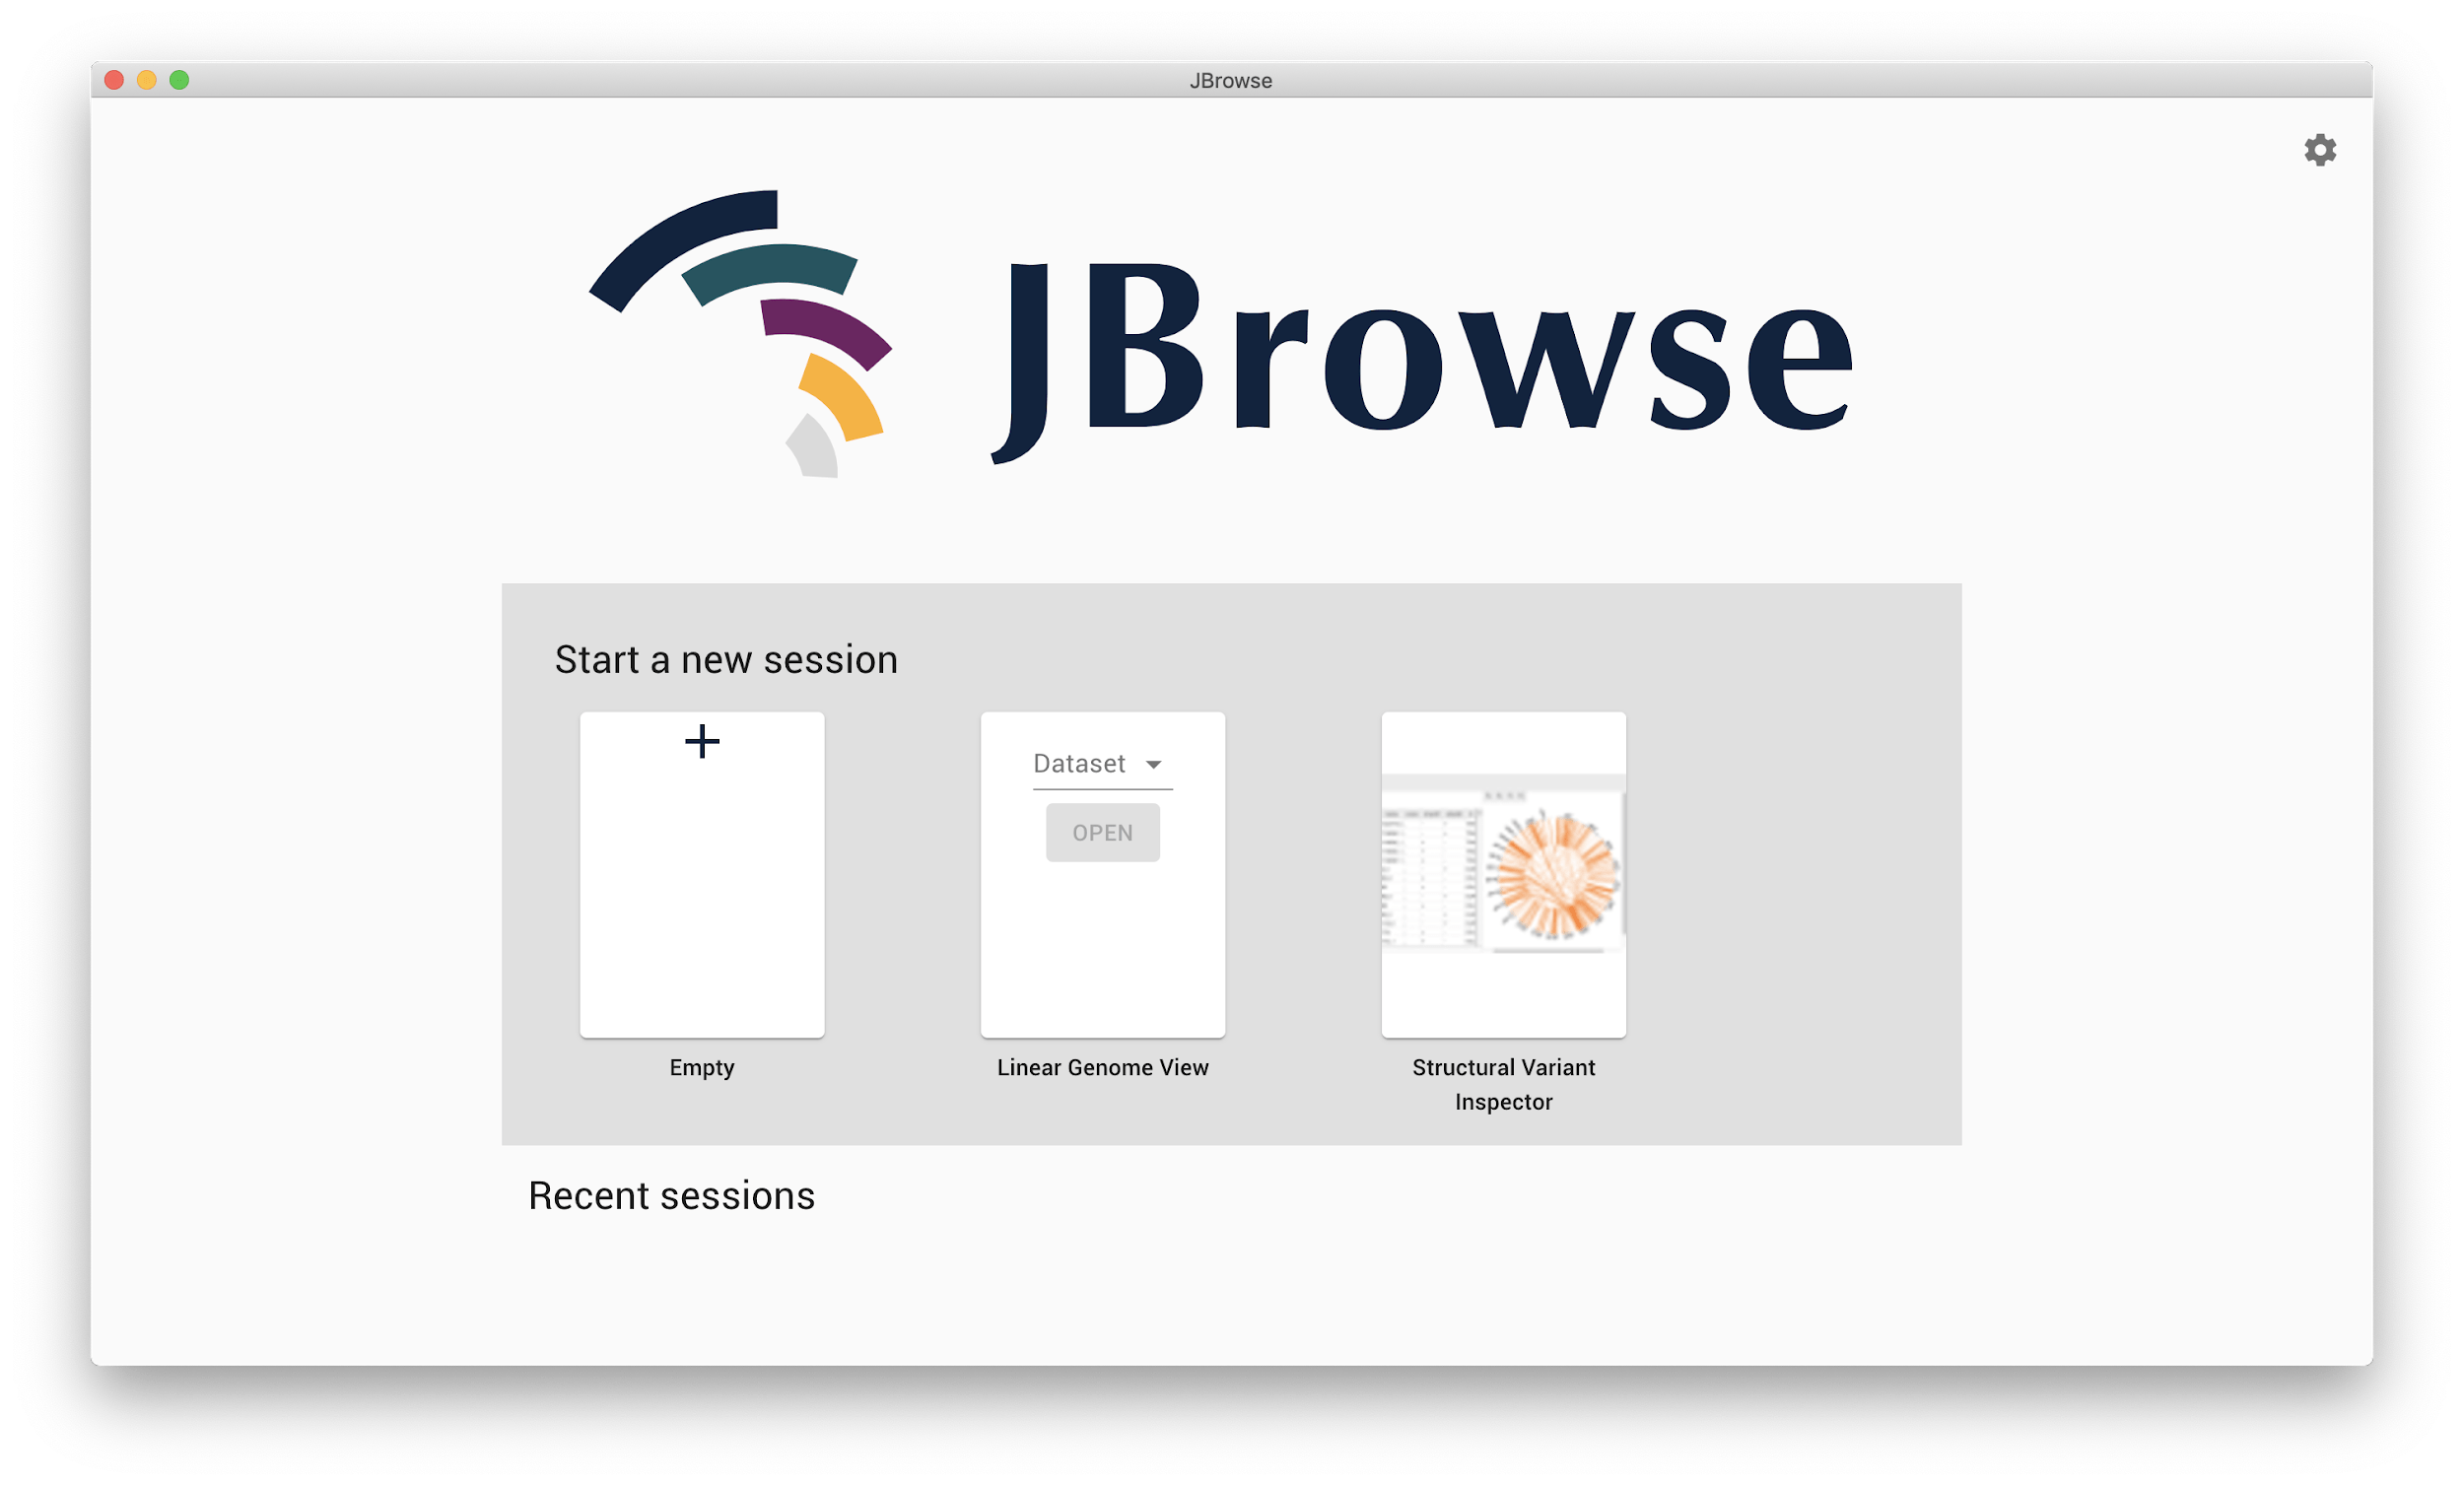 JBrowse
JBrowse
Start a new session
Dataset
OPEN
Empty
Linear Genome View
Structural Variant
Inspector
Recent sessions